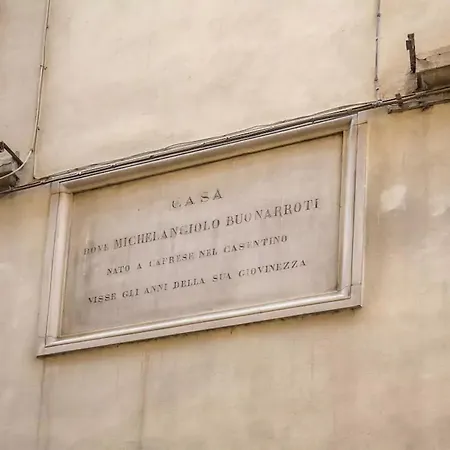 CASA
DOVE MICHELANGIOLO BUONARROTI
NATO A CAPRESE NEL CASENTINO
VISSE GLI ANNI DELLA SUA GIOVINEZZA